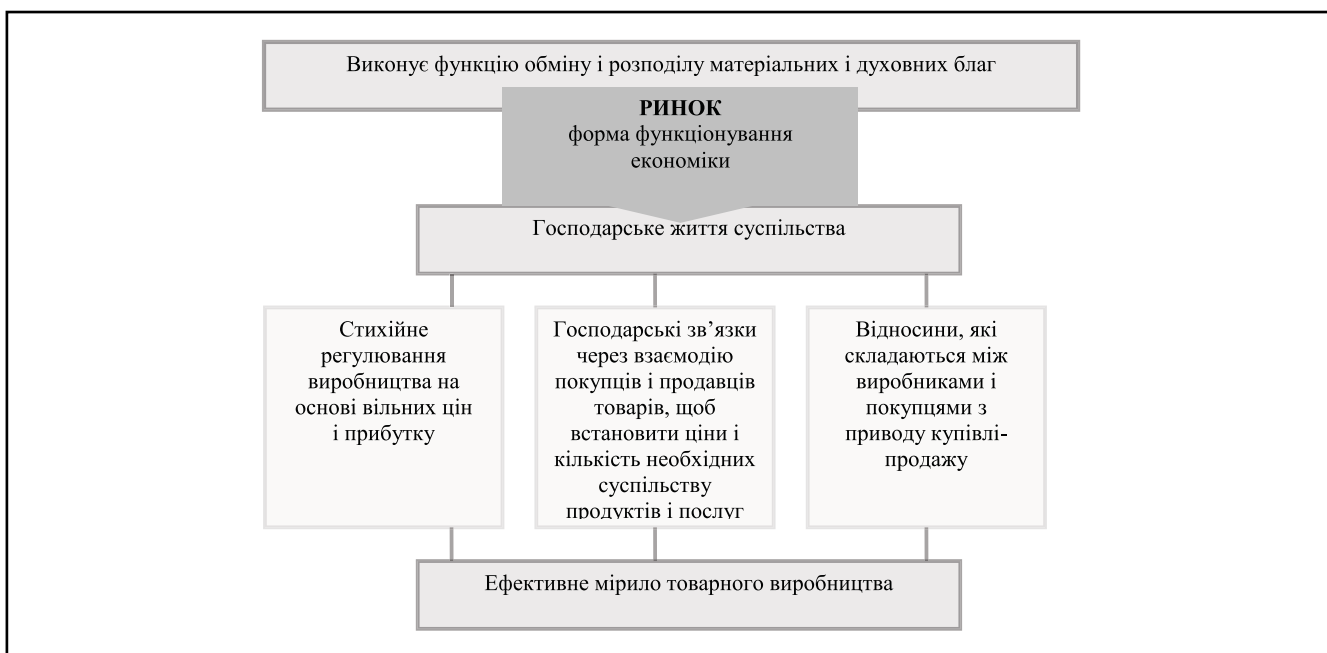 Виконує функцію обміну і розподілу матеріальних і духовних благ
РИНОК
форма функціонування
економіки
Господарське життя суспільства
Стихійне
регулювання
виробництва на
основі вільних цін
і прибутку
Господарські зв’язки
через взаємодію
покупців і продавців
товарів, щоб
встановити ціни і
кількість необхідних
суспільству
продуктів і послуг
Відносини, які
складаються між
виробниками і
покупцями з
приводу купівлі-
продажу
Ефективне мірило товарного виробництва